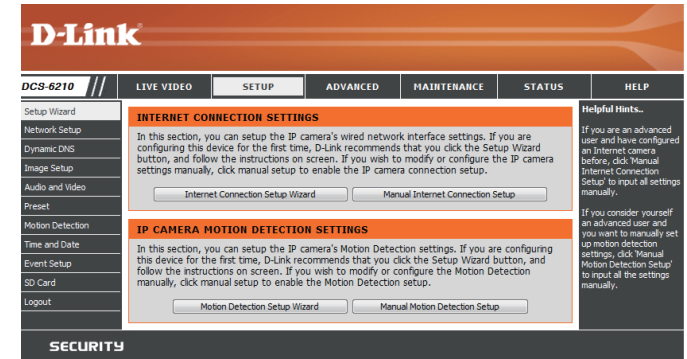 D-Link
DCS-6210 // LIVE VIDEO SETUP ADVANCED MAINTENANCE STATUS HELP
Setup Wizard
Network Setup
Dynamic DNS
Image Setup
Audio and Video
Preset
Motion Detection
Time and Date
Event Setup
SD Card
Logout
INTERNET CONNECTION SETTINGS
In this section, you can setup the IP camera's wired network interface settings. If you are
configuring this device for the first time, D-Link recommends that you click the Setup Wizard
button, and follow the instructions on screen. If you wish to modify or configure the IP camera
settings manually, click manual setup to enable the IP camera connection setup.
Internet Connection Setup Wizard Manual Internet Connection Setup
IP CAMERA MOTION DETECTION SETTINGS
In this section, you can setup the IP camera's Motion Detection settings. If you are configuring
this device for the first time, D-Link recommends that you click the Setup Wizard button, and
follow the instructions on screen. If you wish to modify or configure the Motion Detection
manually, click manual setup to enable the Motion Detection setup.
Motion Detection Setup Wizard Manual Motion Detection Setup
Helpful Hints..
If you are an advanced
user and have configured
an Internet camera
before, click 'Manual
Internet Connection
Setup' to input all settings
manually.
If you consider yourself
an advanced user and
you want to manually set
up motion detection
settings, click 'Manual
Motion Detection Setup'
to input all the settings
manually.
SECURITY